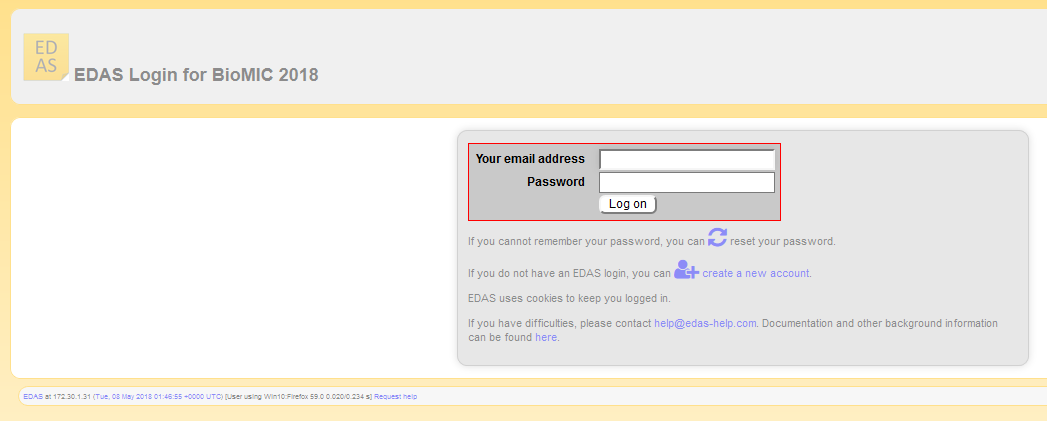 ED
AS
EDAS Login for BioMIC 2018
Your email address
Password
Log on
If you cannot remember your password, you can reset your password.
If you do not have an EDAS login, you can create a new account.
EDAS uses cookies to keep you logged in.
If you have difficulties, please contact help@edas-help.com. Documentation and other background information
can be found here.
EDAS at 172.30.1.31 (Tue, 08 May 2018 01:46:55 +0000 UTC) [User using Win10:Firefox 59.0 0.020/0.234 s] Request help